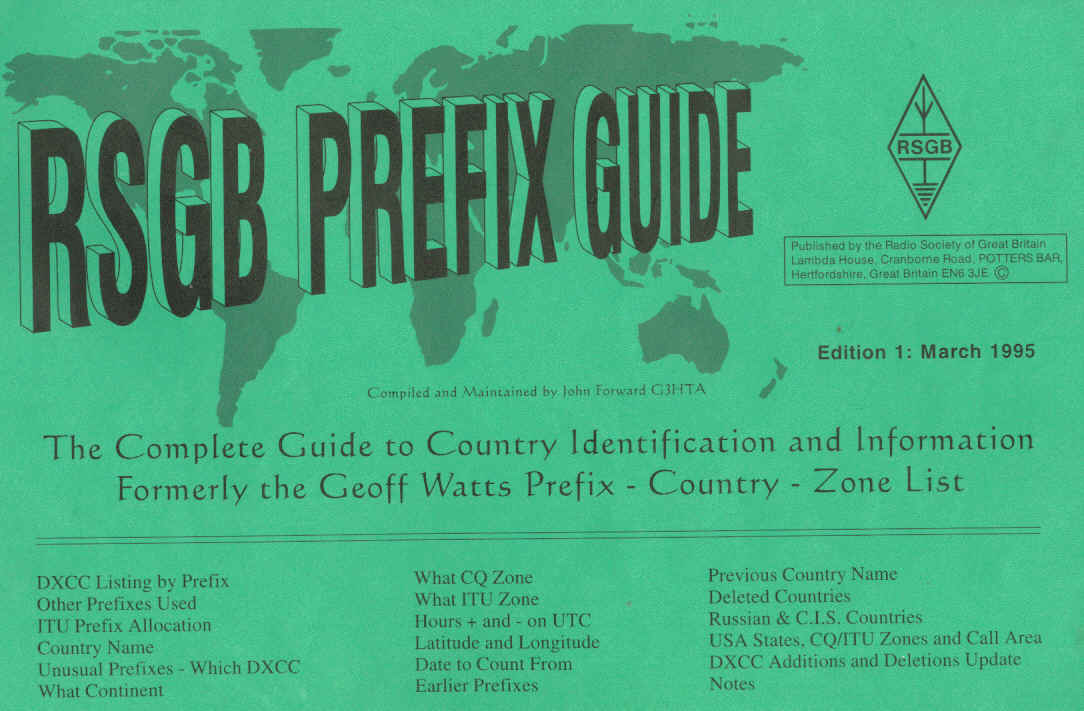 RSGB PREFIX GUIDE
RSGB
Published by the Radio Society of Great Britain
Lambda House, Cranborne Road, POTTERS BAR,
Hertfordshire, Great Britain EN6 3JE ©
Edition 1: March 1995
Compiled and Maintained by John Forward G3HTA
The Complete Guide to Country Identification and Information
Formerly the Geoff Watts Prefix - Country - Zone List
DXCC Listing by Prefix
Other Prefixes Used
ITU Prefix Allocation
Country Name
Unusual Prefixes - Which DXCC
What Continent
What CQ Zone
What ITU Zone
Hours + and - on UTC
Latitude and Longitude
Date to Count From
Earlier Prefixes
Previous Country Name
Deleted Countries
Russian & C.I.S. Countries
USA States, CQ/ITU Zones and Call Area
DXCC Additions and Deletions Update
Notes